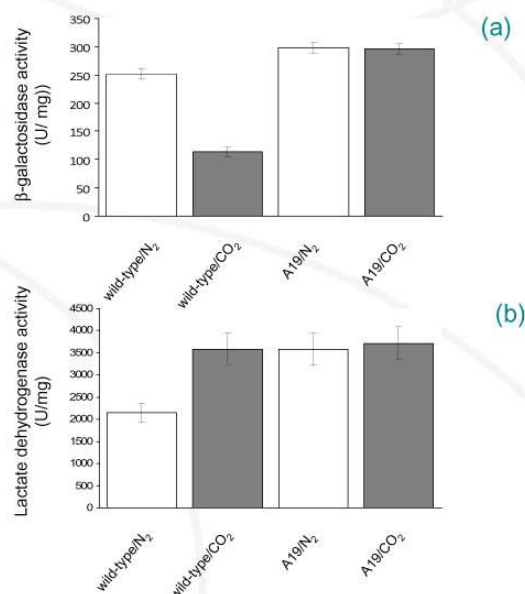 (a)
β-galactosidase activity
(U/ mg))
350
300
250
200
150
100
50
0
wild-type/N₂
wild-type/CO₂
A19/N₂
A19/CO₂
(b)
Lactate dehydrogenase activity
(U/mg)
4500
4000
3500
3000
2500
2000
1500
1000
500
0
wild-type/N₂
wild-type/CO₂
A19/N₂
A19/CO₂